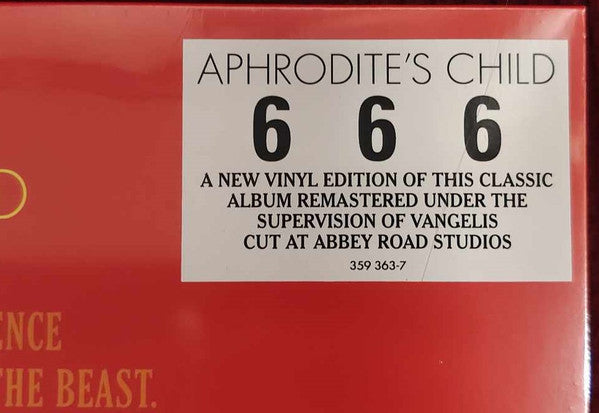 APHRODITE'S CHILD
6 6 6
A NEW VINYL EDITION OF THIS CLASSIC
ALBUM REMASTERED UNDER THE
SUPERVISION OF VANGELIS
CUT AT ABBEY ROAD STUDIOS
359 363-7
D
ENCE
THE BEAST.